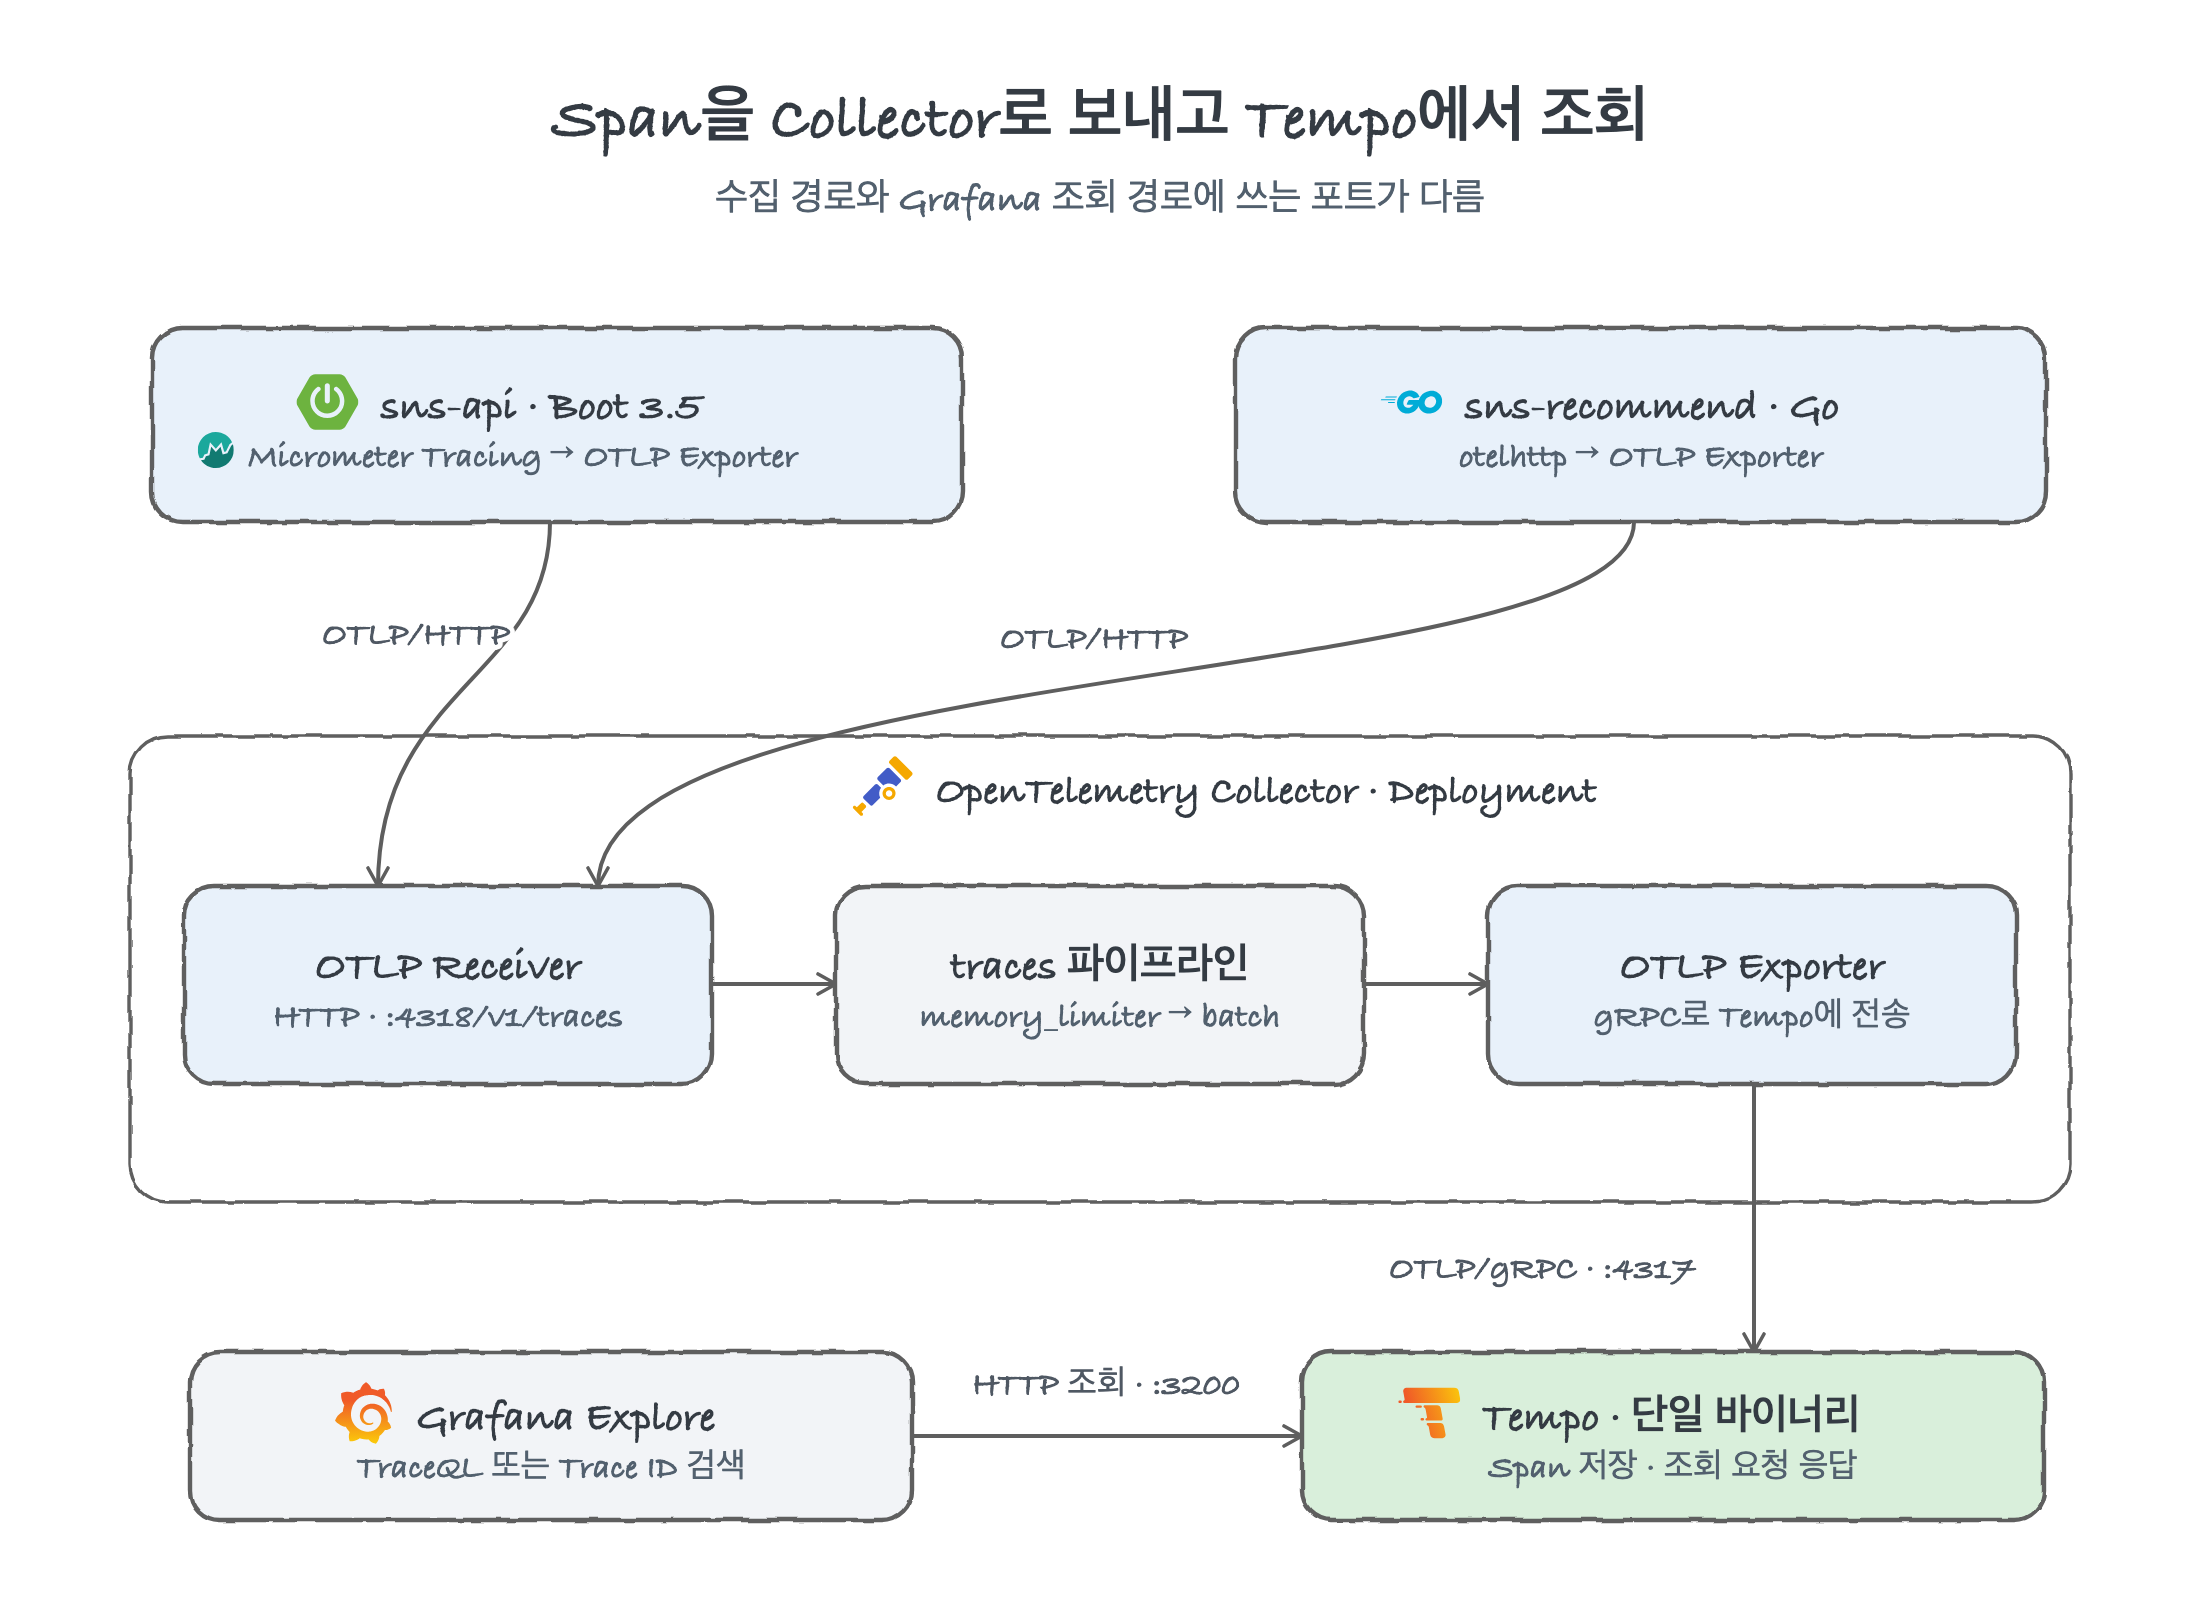 Span을 Collector로 보내고 Tempo에서 조회
수집 경로와 Grafana 조회 경로에 쓰는 포트가 다름
sns-api · Boot 3.5
Micrometer Tracing → OTLP Exporter
GO sns-recommend · Go
otelhttp → OTLP Exporter
OTLP/HTTP
OTLP/HTTP
OpenTelemetry Collector · Deployment
OTLP Receiver
HTTP · :4318/v1/traces
traces 파이프라인
memory_limiter → batch
OTLP Exporter
gRPC로 Tempo에 전송
OTLP/gRPC · :4317
Grafana Explore
TraceQL 또는 Trace ID 검색
HTTP 조회 · :3200
Tempo · 단일 바이너리
Span 저장 · 조회 요청 응답